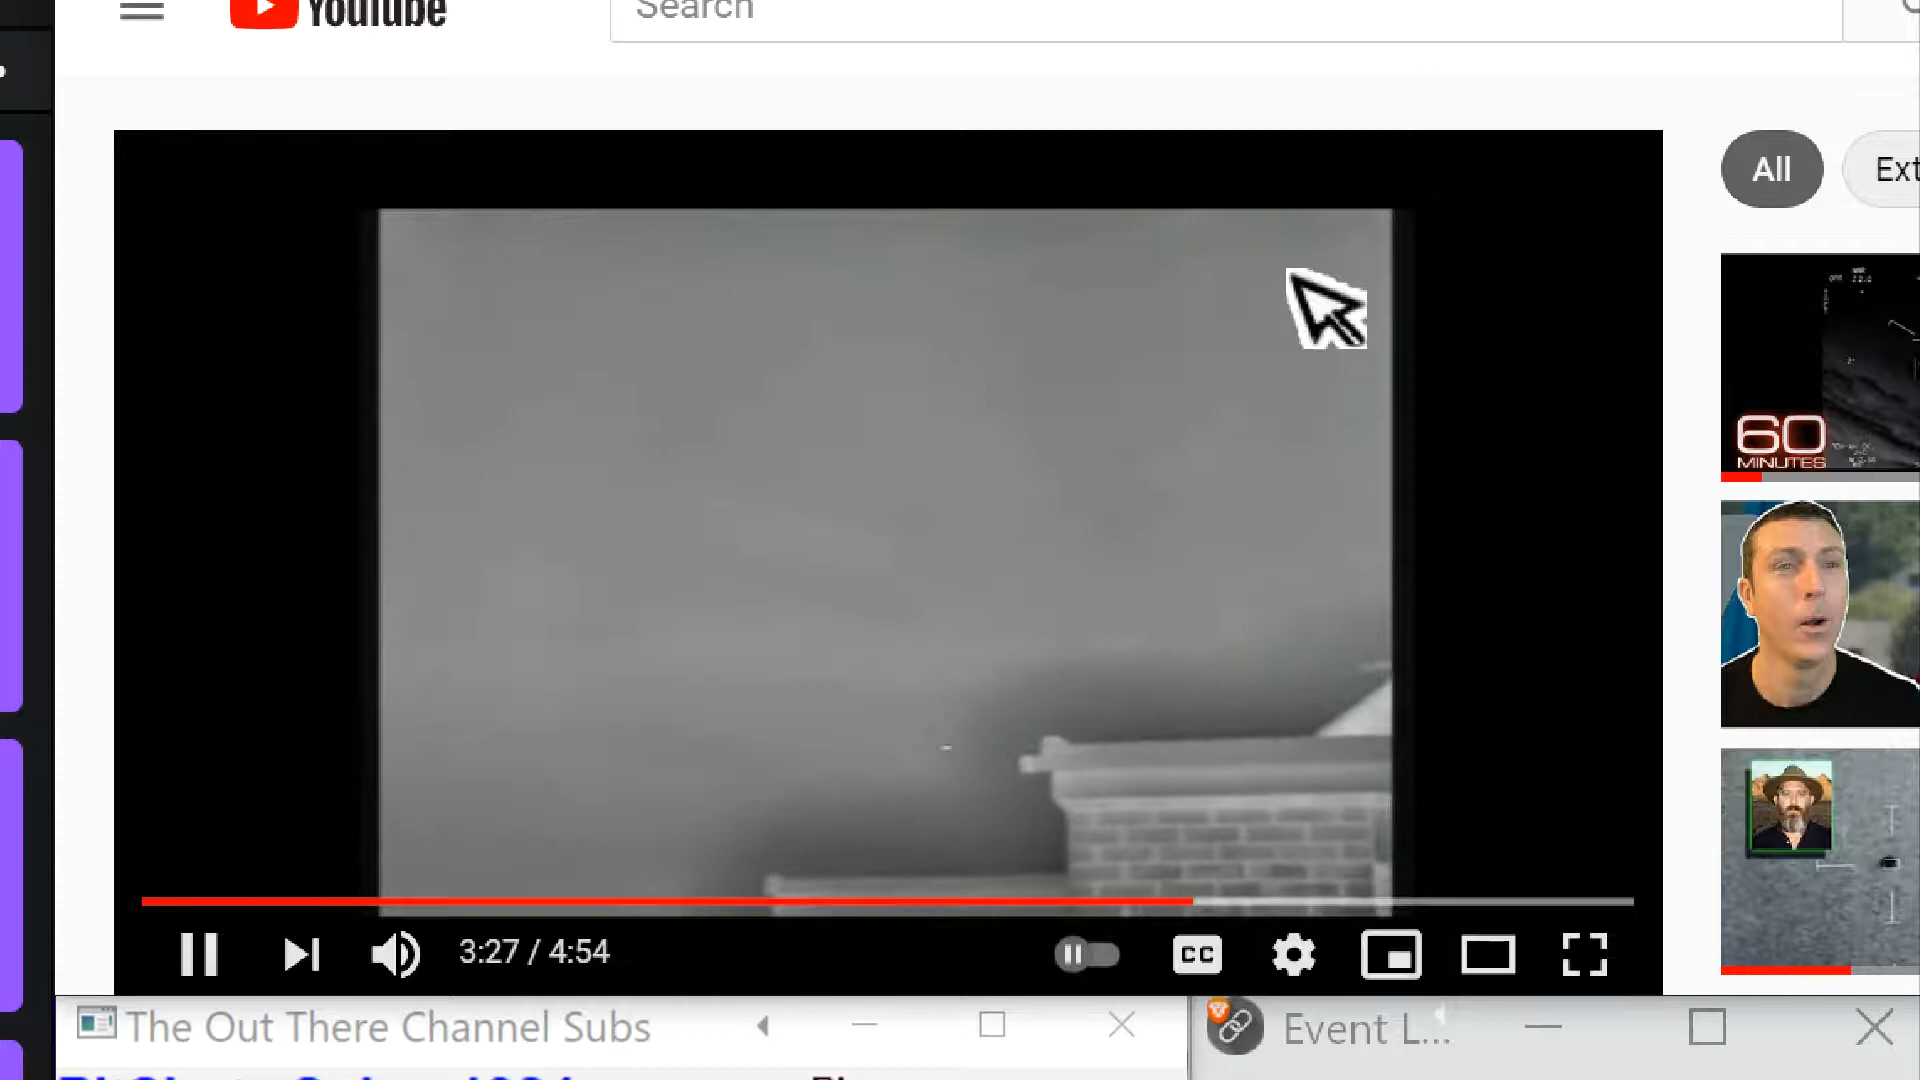 YouTube
Search
All
Ext
60
MINUTES
3:27 / 4:54
CC
The Out There Channel Subs
Event L...